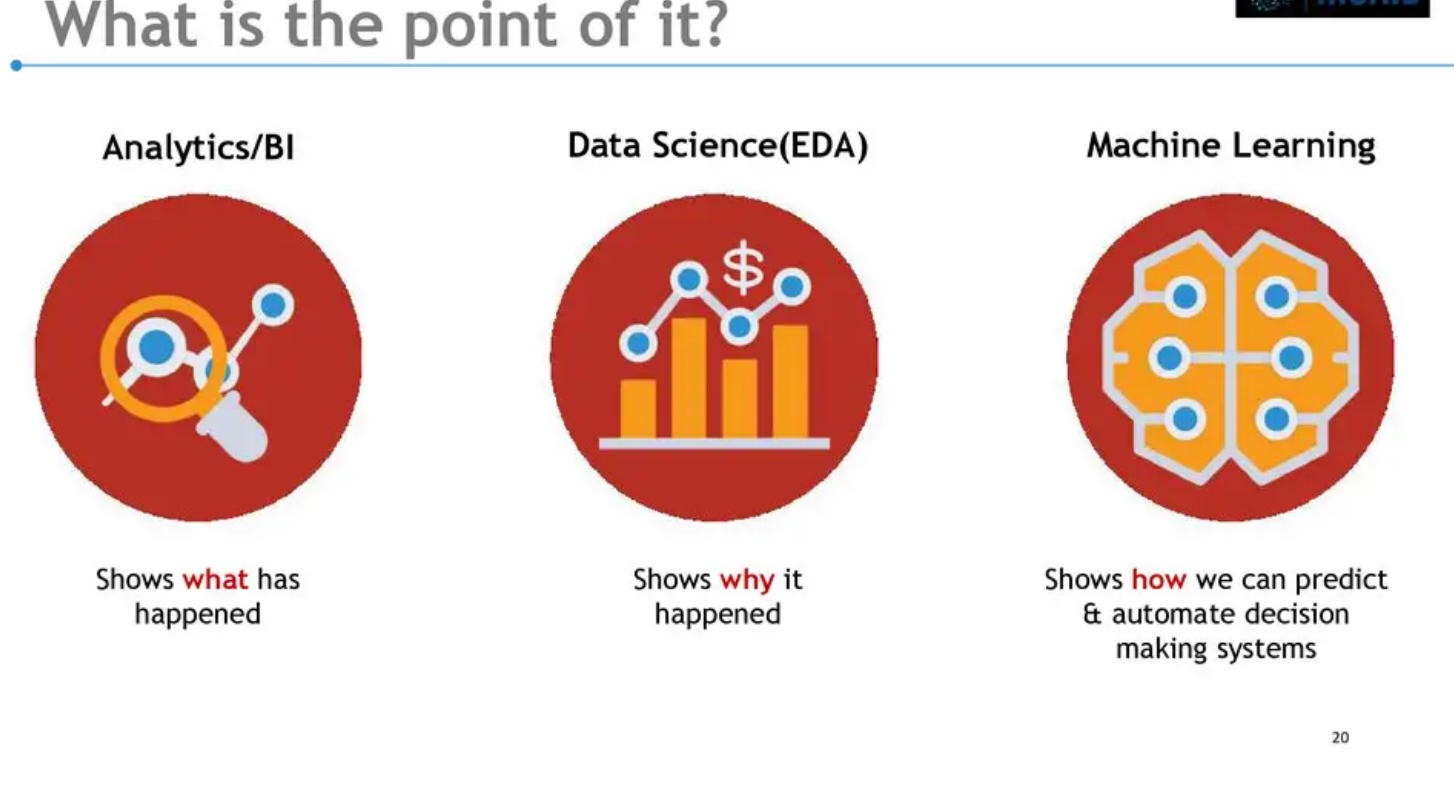 What is the point of it?
Analytics/BI
Data Science(EDA)
Machine Learning
$
Shows what has
happened
Shows why it
happened
Shows how we can predict
& automate decision
making systems
20